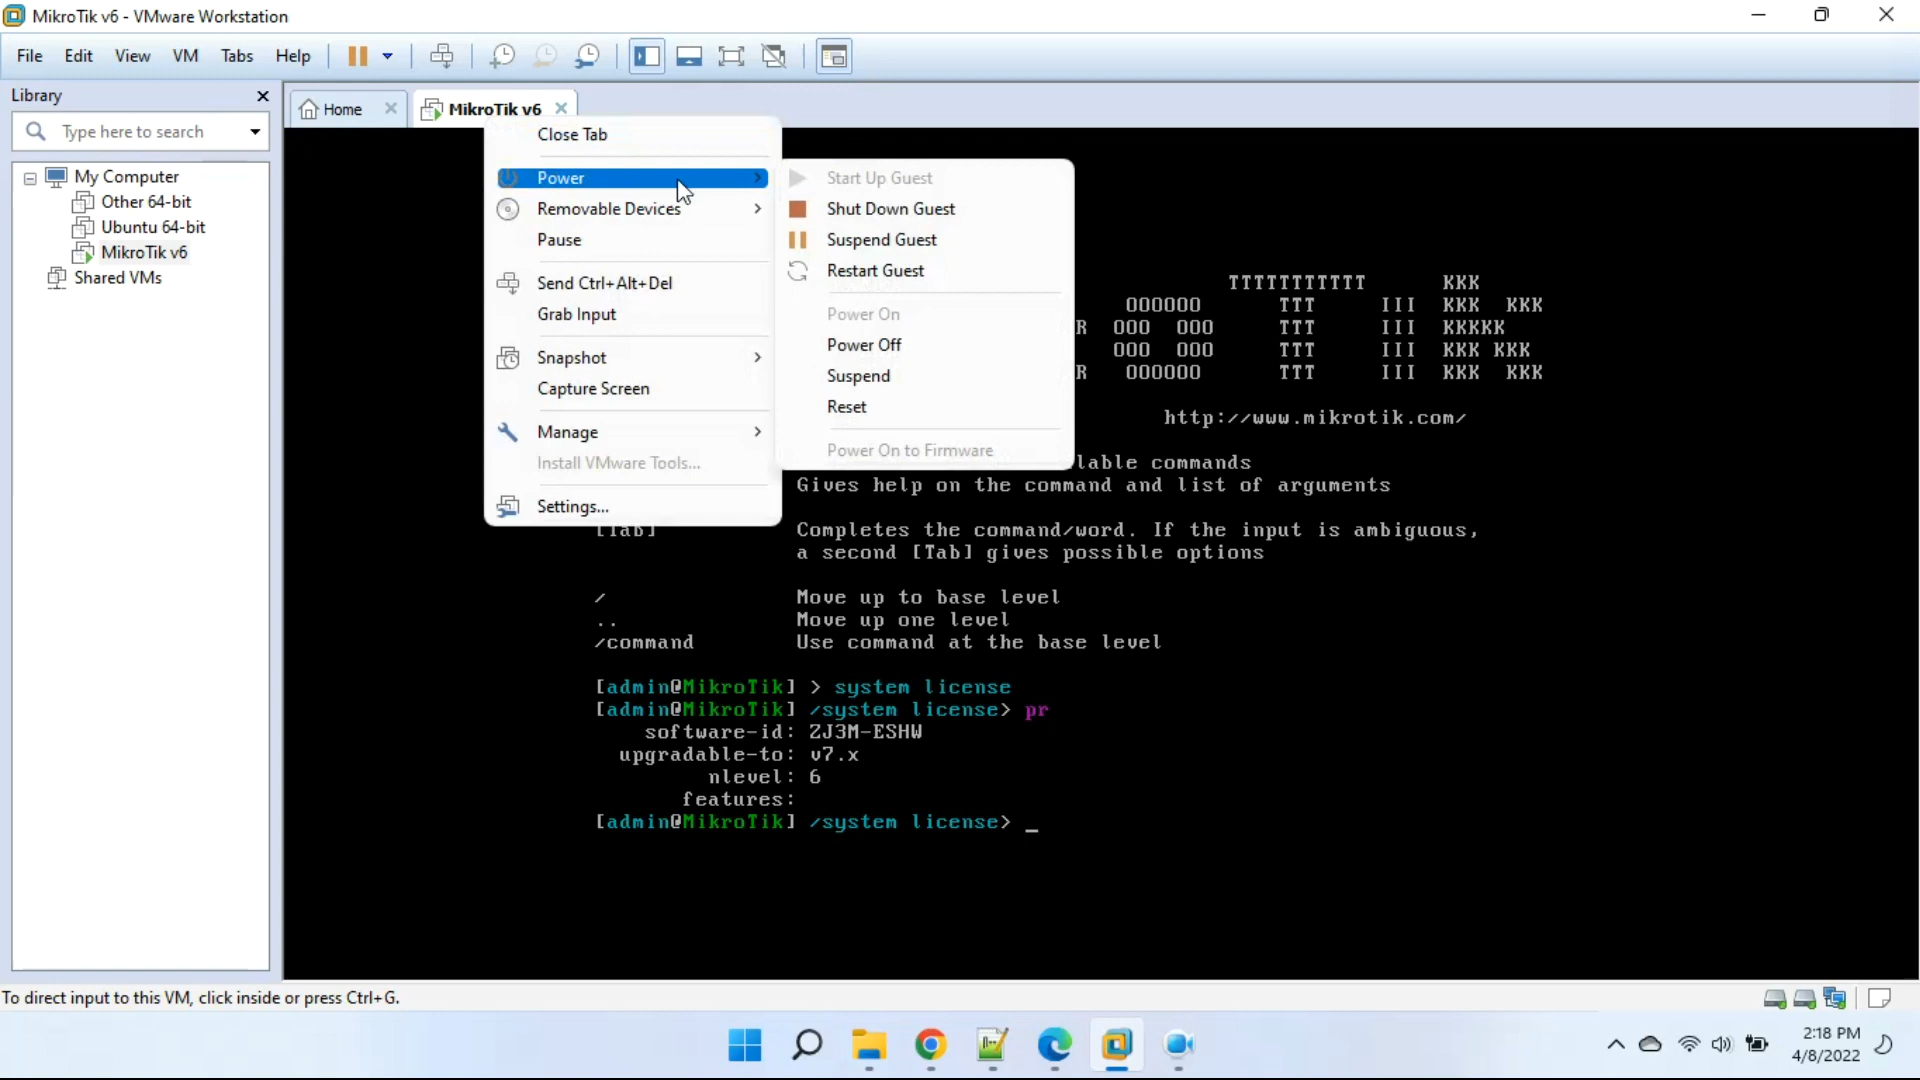 MikroTik v6 - VMware Workstation
File Edit View VM Tabs Help
Library
Type here to search
My Computer
Other 64-bit
Ubuntu 64-bit
MikroTik v6
Shared VMs
Home
MikroTik v6
Close Tab
Power
Removable Devices
Pause
Send Ctrl+Alt+Del
Grab Input
Snapshot
Capture Screen
Manage
Install VMware Tools...
Settings...
Start Up Guest
Shut Down Guest
Suspend Guest
Restart Guest
Power On
Power Off
Suspend
Reset
Power On to Firmware
TTTTTTTTTTT KKK
OOOOOO TTT III KKK KKK
R OOO OOO TTT III KKKKK
OOO OOO TTT III KKK KKK
R OOOOOO TTT III KKK KKK
http://www.mikrotik.com/
lable commands
Gives help on the command and list of arguments
[Tab] Completes the command/word. If the input is ambiguous,
a second [Tab] gives possible options
/ Move up to base level
.. Move up one level
/command Use command at the base level
[admin@MikroTik] > system license
[admin@MikroTik] /system license> pr
software-id: ZJ3M-ESHW
upgradable-to: v7.x
nlevel: 6
features:
[admin@MikroTik] /system license> _
To direct input to this VM, click inside or press Ctrl+G.
2:18 PM
4/8/2022